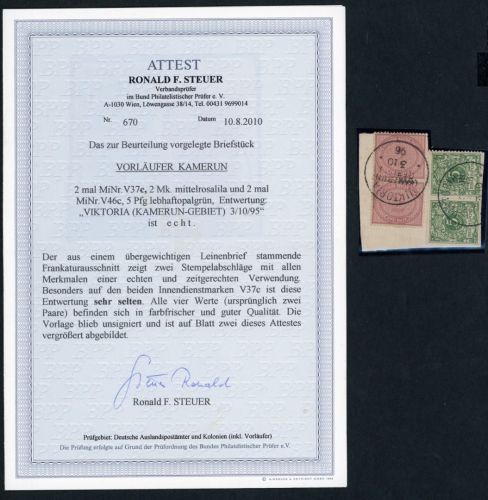 ATTEST
RONALD F. STEUER
Verbandsprüfer
im Bund Philatelistischer Prüfer e. V.
A-1030 Wien, Löwengasse 38/14, Tel. 00431 9699014
Nr. 670 Datum 10.8.2010
Das zur Beurteilung vorgelegte Briefstück
VORLÄUFER KAMERUN
2 mal MiNr.V37e, 2 Mk. mittelrosalila und 2 mal
MiNr.V46c, 5 Pfg lebhaftopalgrün, Entwertung:
„VIKTORIA (KAMERUN-GEBIET) 3/10/95“
ist echt.
Der aus einem übergewichtigen Leinenbrief stammende
Frankaturausschnitt zeigt zwei Stempelabschläge mit allen
Merkmalen einer echten und zeitgerechten Verwendung.
Besonders auf den beiden Innendienstmarken V37c ist diese
Entwertung sehr selten. Alle vier Werte (ursprünglich zwei
Paare) befinden sich in farbfrischer und guter Qualität. Die
Vorlage blieb unsigniert und ist auf Blatt zwei dieses Attestes
vergrößert abgebildet.
Steuer Ronald
Ronald F. STEUER
Prüfgebiet: Deutsche Auslandspostämter und Kolonien (inkl. Vorläufer)
Die Prüfung erfolgte auf Grund der Prüfordnung des Bundes Philatelistischer Prüfer e.V.
VIKTORIA
3 10